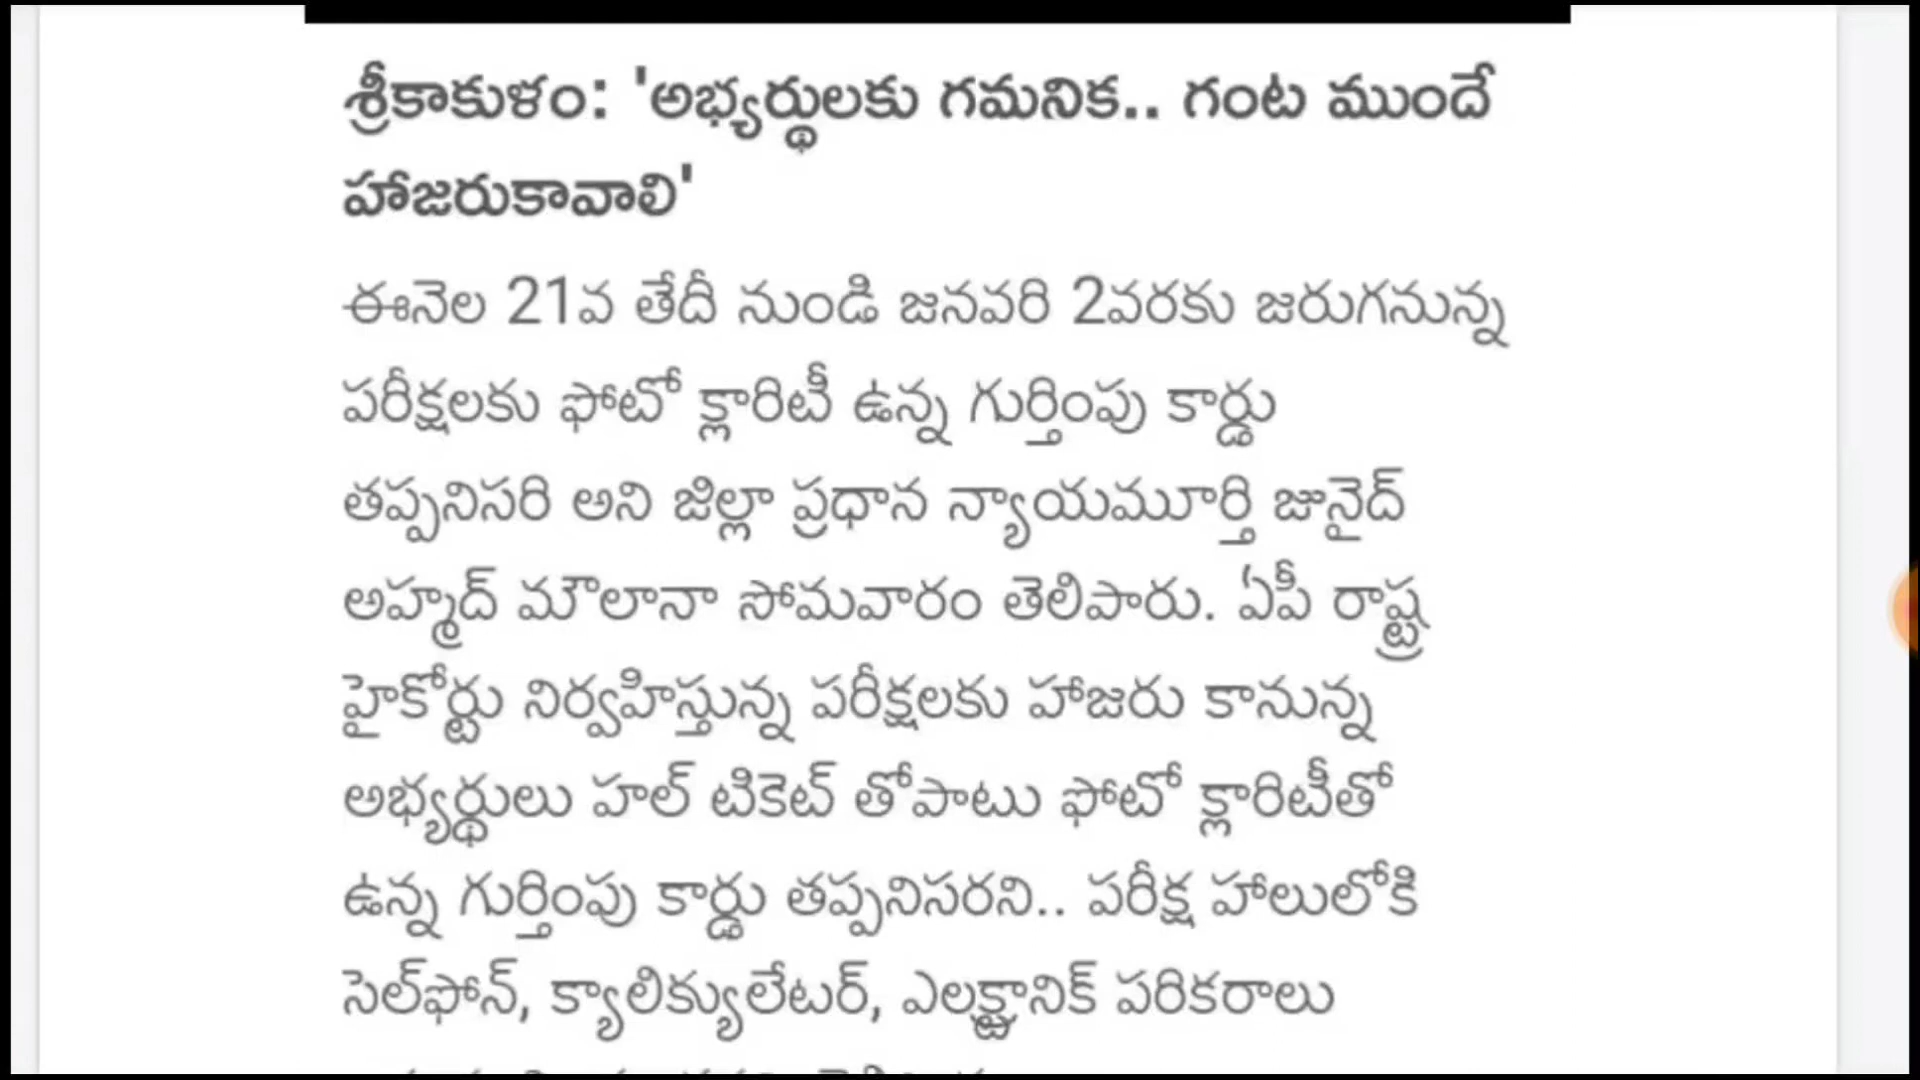 శ్రీకాకుళం: 'అభ్యర్థులకు గమనిక.. గంట ముందే
హాజరుకావాలి'
ఈనెల 21వ తేదీ నుండి జనవరి 2వరకు జరుగనున్న
పరీక్షలకు ఫోటో క్లారిటీ ఉన్న గుర్తింపు కార్డు
తప్పనిసరి అని జిల్లా ప్రధాన న్యాయమూర్తి జునైద్
అహ్మద్ మౌలానా సోమవారం తెలిపారు. ఏపీ రాష్ట్ర
హైకోర్టు నిర్వహిస్తున్న పరీక్షలకు హాజరు కానున్న
అభ్యర్థులు హల్ టికెట్ తోపాటు ఫోటో క్లారిటీతో
ఉన్న గుర్తింపు కార్డు తప్పనిసరని.. పరీక్ష హాలులోకి
సెల్‌ఫోన్, క్యాలిక్యులేటర్, ఎలక్ట్రానిక్ పరికరాలు